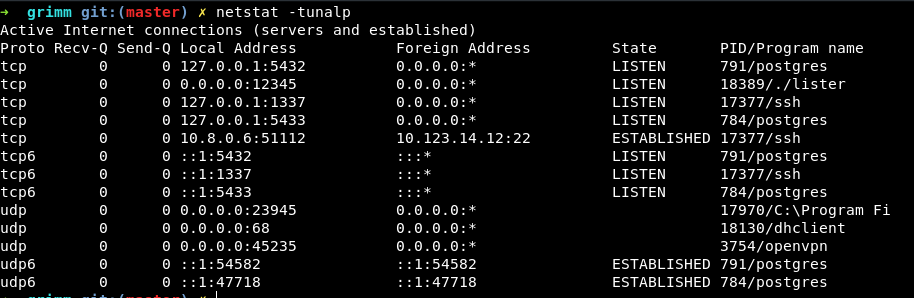 ➜  grimm git:(master) ✗ netstat -tunalp
Active Internet connections (servers and established)
Proto Recv-Q Send-Q Local Address           Foreign Address         State       PID/Program name
tcp        0      0 127.0.0.1:5432          0.0.0.0:*               LISTEN      791/postgres
tcp        0      0 0.0.0.0:12345           0.0.0.0:*               LISTEN      18389/./lister
tcp        0      0 127.0.0.1:1337          0.0.0.0:*               LISTEN      17377/ssh
tcp        0      0 127.0.0.1:5433          0.0.0.0:*               LISTEN      784/postgres
tcp        0      0 10.8.0.6:51112          10.123.14.12:22         ESTABLISHED 17377/ssh
tcp6       0      0 ::1:5432                :::*                    LISTEN      791/postgres
tcp6       0      0 ::1:1337                :::*                    LISTEN      17377/ssh
tcp6       0      0 ::1:5433                :::*                    LISTEN      784/postgres
udp        0      0 0.0.0.0:23945           0.0.0.0:*                           17970/C:\Program Fi
udp        0      0 0.0.0.0:68              0.0.0.0:*                           18130/dhclient
udp        0      0 0.0.0.0:45235           0.0.0.0:*                           3754/openvpn
udp6       0      0 ::1:54582               ::1:54582               ESTABLISHED 791/postgres
udp6       0      0 ::1:47718               ::1:47718               ESTABLISHED 784/postgres
➜  grimm git:(master) ✗